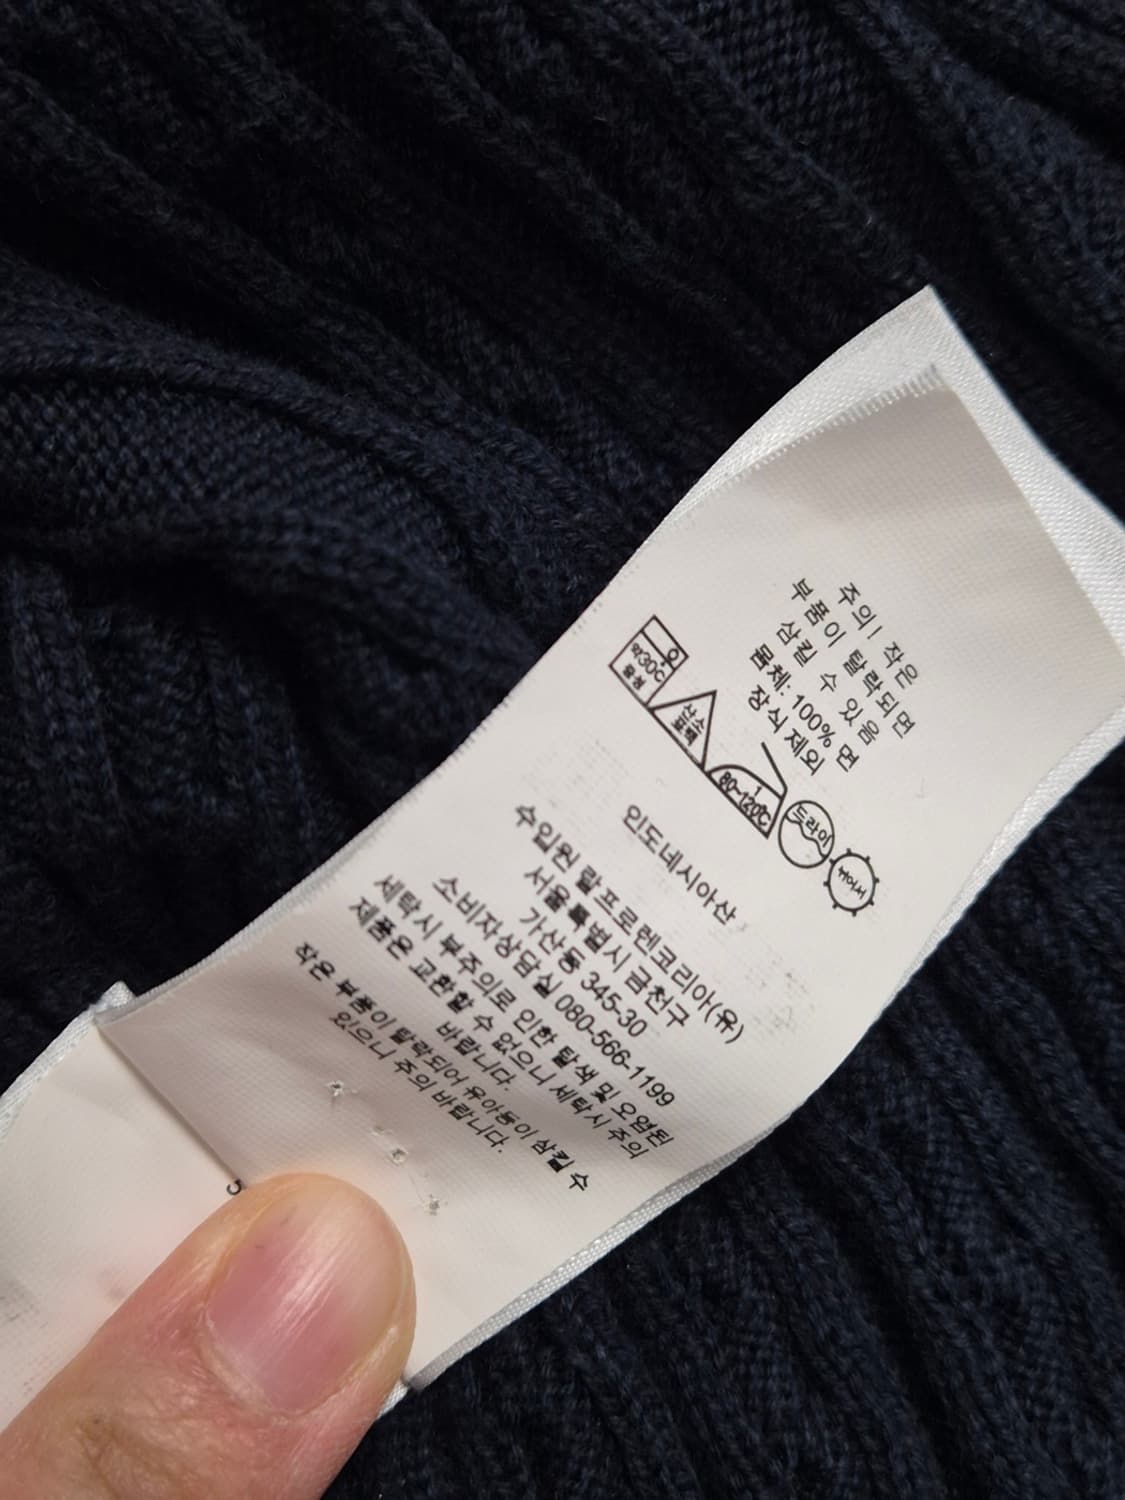 주의! 작은
부품이 탈락되면
삼킬 수 있음
몸체: 100% 면
장식 제외
약30℃
중성
산소
표백
80~120℃
드라이
뉘어서
인도네시아산
수입원 랄프로렌코리아(유)
서울특별시 금천구
가산동 345-30
소비자상담실 080-566-1199
세탁시 부주의로 인한 탈색 및 오염된
제품은 교환할 수 없으니 세탁시 주의
바랍니다.
작은 부품이 탈락되어 유아동이 삼킬 수
있으니 주의 바랍니다.